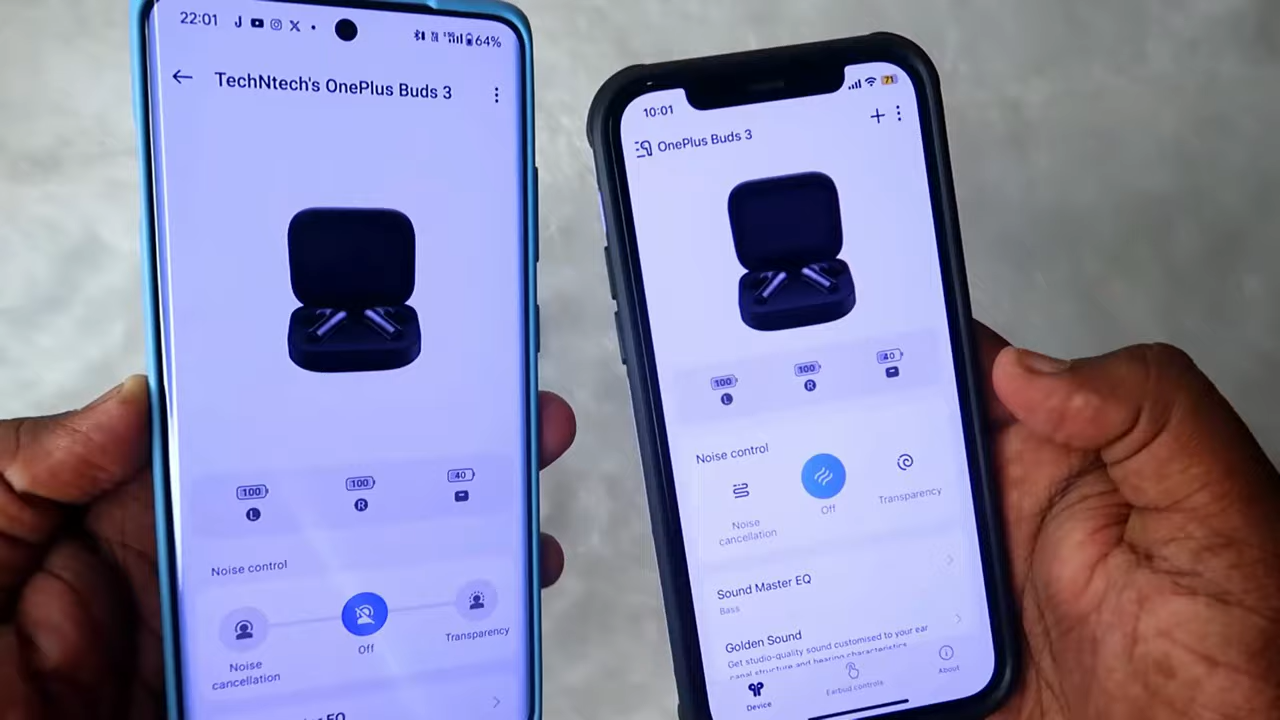 22:01
64%
TechNtech's OnePlus Buds 3
100
100
40
L
R
Noise control
Noise
cancellation
Off
Transparency
10:01
71
OnePlus Buds 3
100
100
40
L
R
Noise control
Noise
cancellation
Off
Transparency
Sound Master EQ
Bass
Golden Sound
Get studio-quality sound customised to your ear
canal structure and hearing characteristics
Device
Earbud controls
About